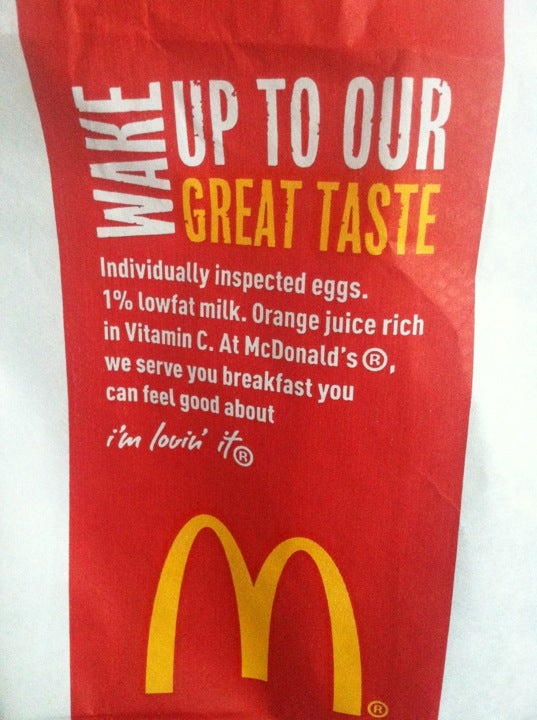 WAKE
UP TO OUR
GREAT TASTE
Individually inspected eggs.
1% lowfat milk. Orange juice rich
in Vitamin C. At McDonald's ®,
we serve you breakfast you
can feel good about
i'm lovin' it®
M
®